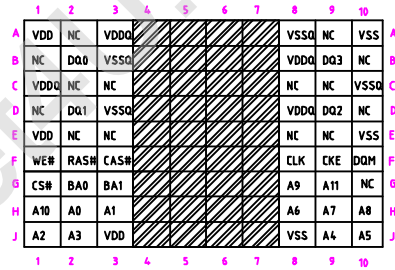 1 2 3 4 5 6 7 8 9 10
A VDD NC VDDQ VSSQ NC VSS A
B NC DQ0 VSSQ VDDQ DQ3 NC B
C VDDQ NC NC NC NC VSSQ C
D NC DQ1 VSSQ VDDQ DQ2 NC D
E VDD NC NC NC NC VSS E
F WE# RAS# CAS# CLK CKE DQM F
G CS# BA0 BA1 A9 A11 NC G
H A10 A0 A1 A6 A7 A8 H
J A2 A3 VDD VSS A4 A5 J
1 2 3 4 5 6 7 8 9 10